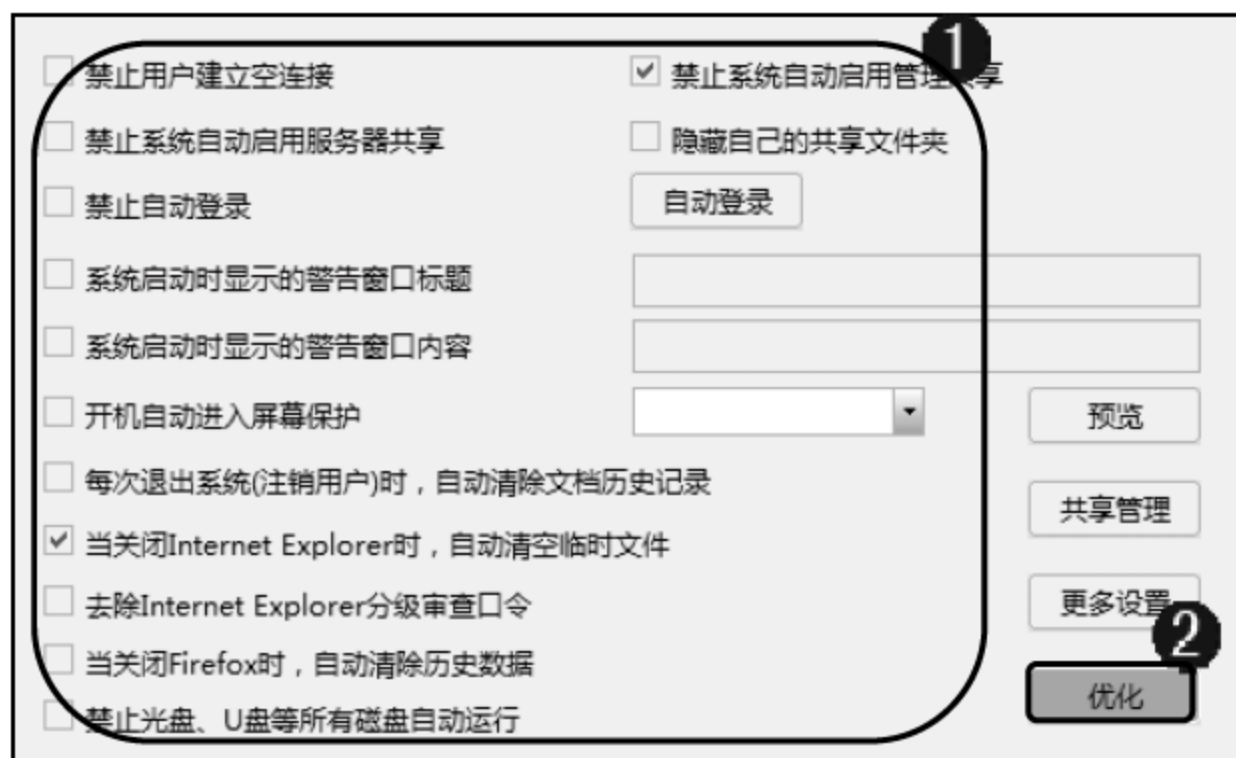 1
禁止用户建立空连接 禁止系统自动启用管理共享
禁止系统自动启用服务器共享 隐藏自己的共享文件夹
禁止自动登录 自动登录
系统启动时显示的警告窗口标题
系统启动时显示的警告窗口内容
开机自动进入屏幕保护 预览
每次退出系统(注销用户)时，自动清除文档历史记录
共享管理
当关闭Internet Explorer时，自动清空临时文件
去除Internet Explorer分级审查口令 更多设置
2
当关闭Firefox时，自动清除历史数据
优化
禁止光盘、U盘等所有磁盘自动运行